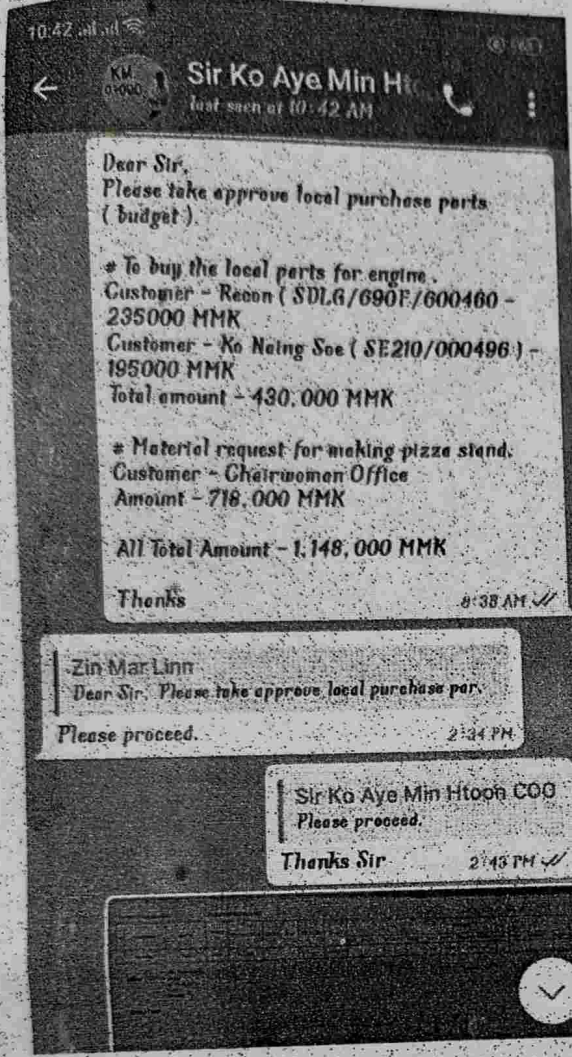 10:42
Sir Ko Aye Min Ht
last seen at 10:42 AM
Dear Sir,
Please take approve local purchase parts
( budget ).
# To buy the local parts for engine .
Customer - Recon ( SDLG/690F/600460 -
235000 MMK
Customer - Ko Naing Soe ( SE210/000496 ) -
195000 MMK
Total amount - 430,000 MMK
# Material request for making pizza stand.
Customer - Chairwoman Office
Amount - 718,000 MMK
All Total Amount - 1,148,000 MMK
Thanks
8:38 AM
Zin Mar Linn
Dear Sir, Please take approve local purchase par.
Please proceed.
2:34 PM
Sir Ko Aye Min Htoon COO
Please proceed.
Thanks Sir
2:43 PM